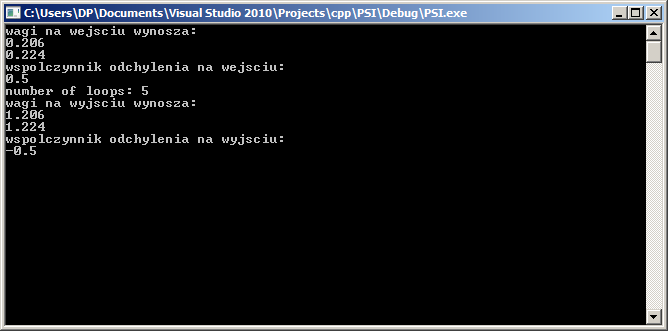 C:\Users\DP\Documents\Visual Studio 2010\Projects\cpp\PSI\Debug\PSI.exe
wagi na wejsciu wynosza:
0.206
0.224
wspolczynnik odchylenia na wejsciu:
0.5
number of loops: 5
wagi na wyjsciu wynosza:
1.206
1.224
wspolczynnik odchylenia na wyjsciu:
-0.5